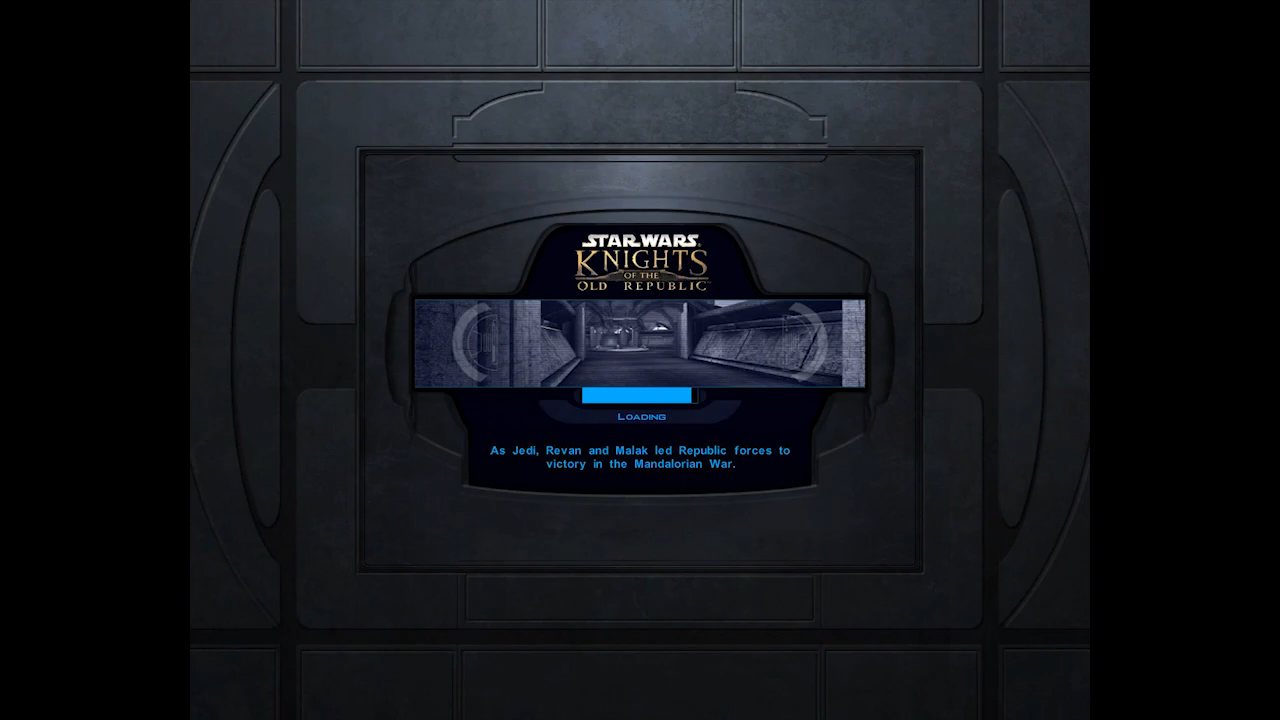 STAR WARS
KNIGHTS
OF THE
OLD REPUBLIC
LOADING
As Jedi, Revan and Malak led Republic forces to
victory in the Mandalorian War.